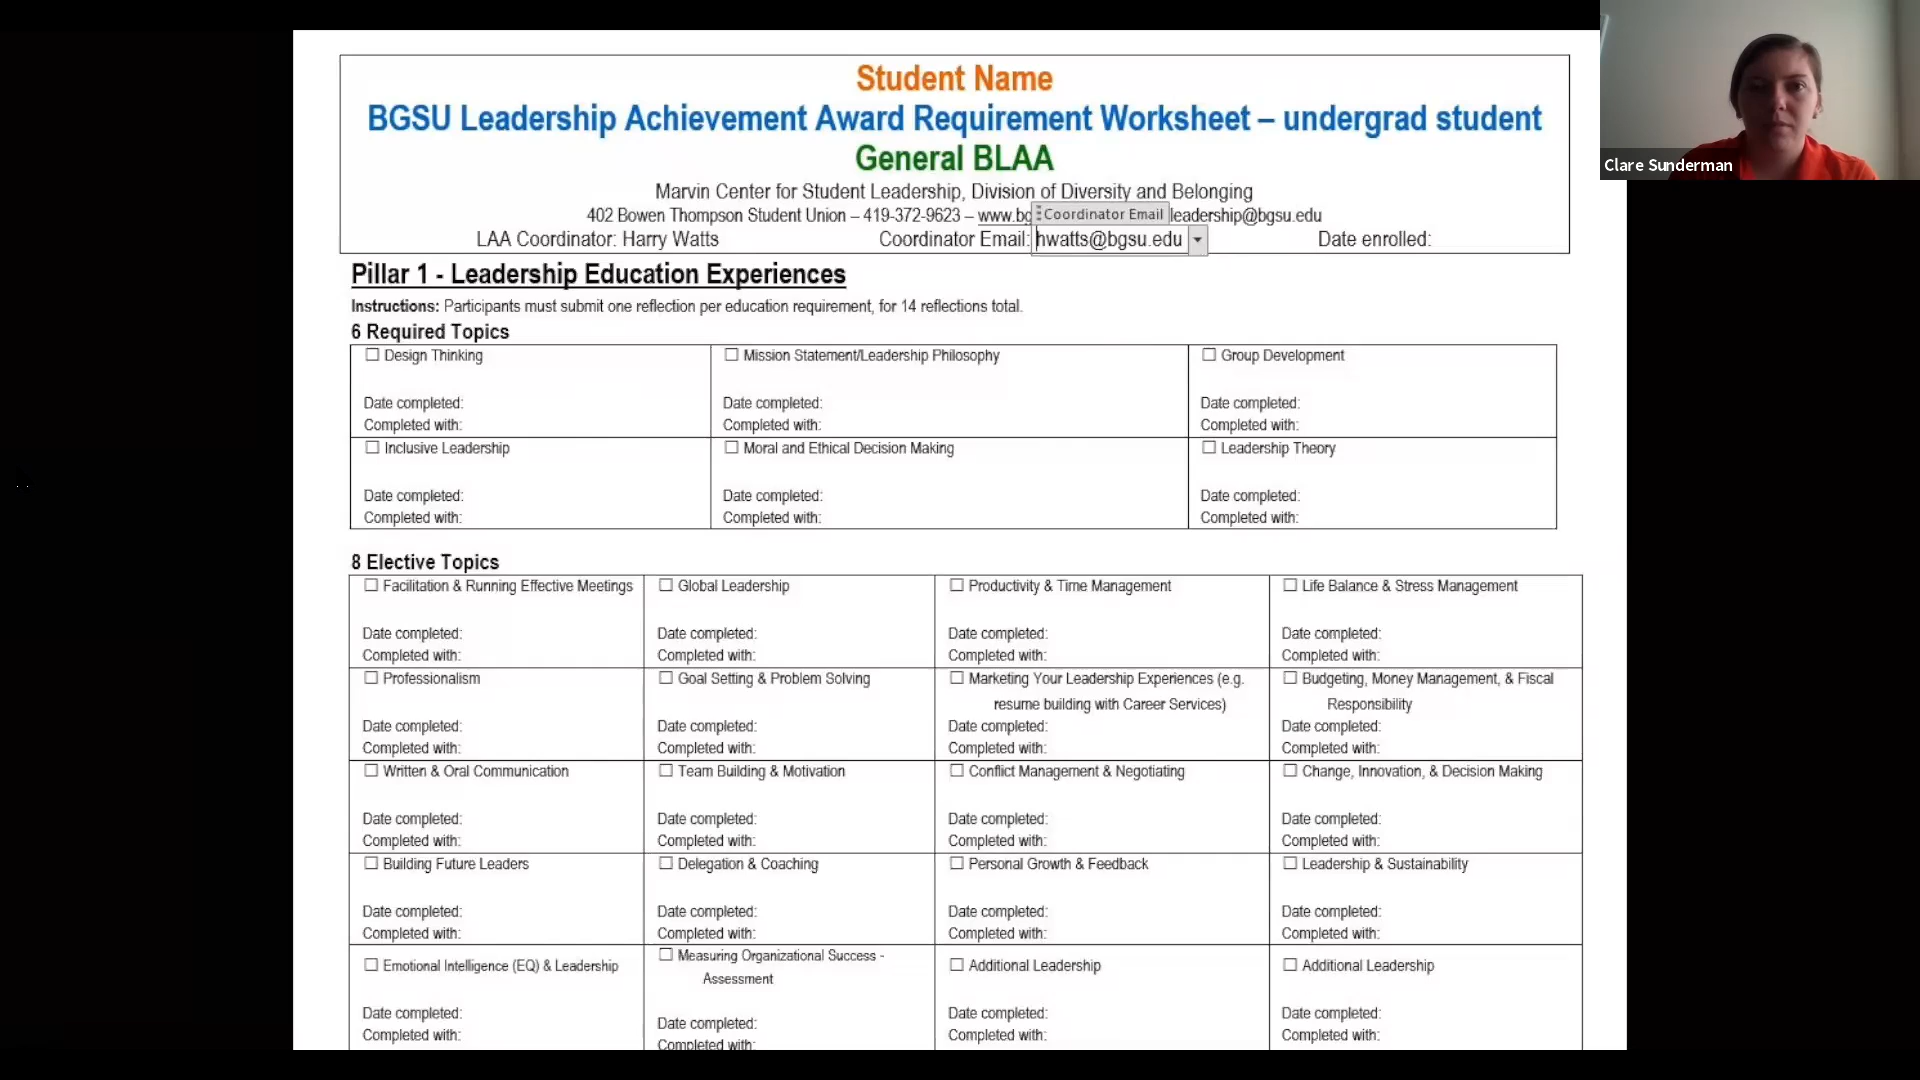 Student Name
BGSU Leadership Achievement Award Requirement Worksheet – undergrad student
General BLAA
Marvin Center for Student Leadership, Division of Diversity and Belonging
402 Bowen Thompson Student Union – 419-372-9623 – www.bg Coordinator Email leadership@bgsu.edu
LAA Coordinator: Harry Watts Coordinator Email: hwatts@bgsu.edu Date enrolled:
Clare Sunderman
Pillar 1 - Leadership Education Experiences
Instructions: Participants must submit one reflection per education requirement, for 14 reflections total.
6 Required Topics
☐ Design Thinking ☐ Mission Statement/Leadership Philosophy ☐ Group Development
Date completed: Date completed: Date completed:
Completed with: Completed with: Completed with:
☐ Inclusive Leadership ☐ Moral and Ethical Decision Making ☐ Leadership Theory
Date completed: Date completed: Date completed:
Completed with: Completed with: Completed with:
8 Elective Topics
☐ Facilitation & Running Effective Meetings ☐ Global Leadership ☐ Productivity & Time Management ☐ Life Balance & Stress Management
Date completed: Date completed: Date completed: Date completed:
Completed with: Completed with: Completed with: Completed with:
☐ Professionalism ☐ Goal Setting & Problem Solving ☐ Marketing Your Leadership Experiences (e.g. ☐ Budgeting, Money Management, & Fiscal
resume building with Career Services) Responsibility
Date completed: Date completed: Date completed: Date completed:
Completed with: Completed with: Completed with: Completed with:
☐ Written & Oral Communication ☐ Team Building & Motivation ☐ Conflict Management & Negotiating ☐ Change, Innovation, & Decision Making
Date completed: Date completed: Date completed: Date completed:
Completed with: Completed with: Completed with: Completed with:
☐ Building Future Leaders ☐ Delegation & Coaching ☐ Personal Growth & Feedback ☐ Leadership & Sustainability
Date completed: Date completed: Date completed: Date completed:
Completed with: Completed with: Completed with: Completed with:
☐ Emotional Intelligence (EQ) & Leadership ☐ Measuring Organizational Success - ☐ Additional Leadership ☐ Additional Leadership
Assessment
Date completed: Date completed: Date completed: Date completed:
Completed with: Completed with: Completed with: Completed with: